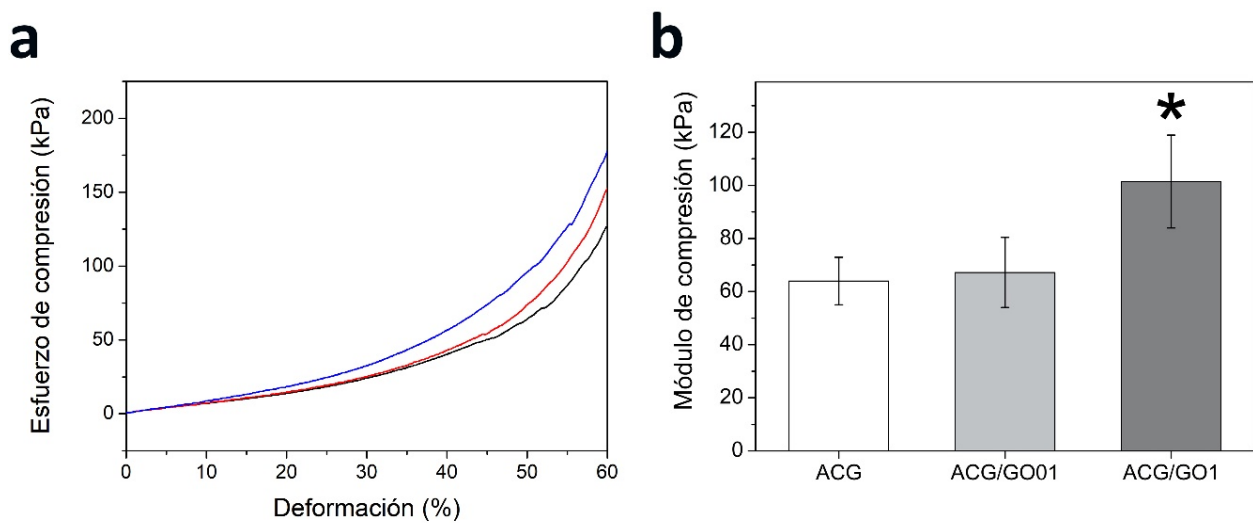 a
Esfuerzo de compresión (kPa)
200
150
100
50
0
0 10 20 30 40 50 60
Deformación (%)
b
Módulo de compresión (kPa)
120
100
80
60
40
20
0
*
ACG ACG/GO01 ACG/GO1